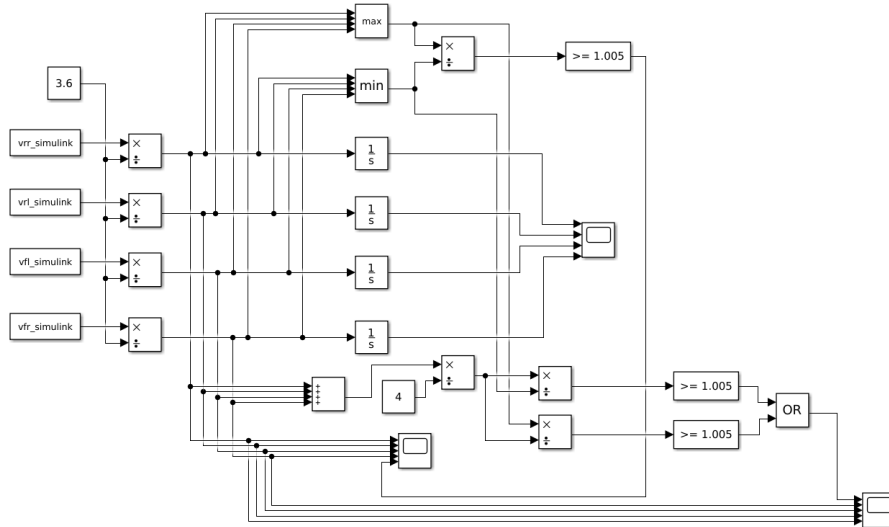 max
× ÷
>= 1.005
3.6
min
vrr_simulink
× ÷
1
s
vrl_simulink
× ÷
1
s
vfl_simulink
× ÷
1
s
vfr_simulink
× ÷
1
s
+
+
+
+
4
× ÷
× ÷
>= 1.005
OR
× ÷
>= 1.005